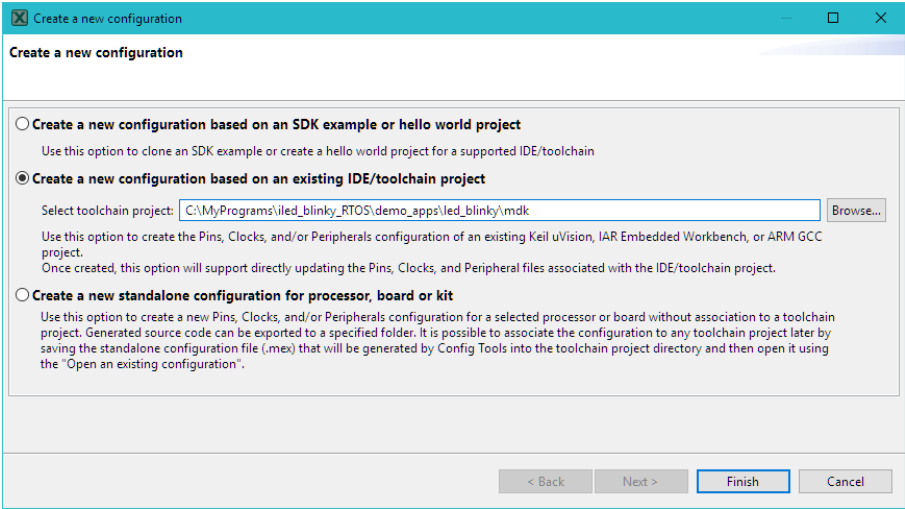 Create a new configuration
Create a new configuration
Create a new configuration based on an SDK example or hello world project
Use this option to clone an SDK example or create a hello world project for a supported IDE/toolchain
Create a new configuration based on an existing IDE/toolchain project
Select toolchain project: C:\MyPrograms\iled_blinky_RTOS\demo_apps\led_blinky\mdk Browse...
Use this option to create the Pins, Clocks, and/or Peripherals configuration of an existing Keil uVision, IAR Embedded Workbench, or ARM GCC
project.
Once created, this option will support directly updating the Pins, Clocks, and Peripheral files associated with the IDE/toolchain project.
Create a new standalone configuration for processor, board or kit
Use this option to create a new Pins, Clocks, and/or Peripherals configuration for a selected processor or board without association to a toolchain
project. Generated source code can be exported to a specified folder. It is possible to associate the configuration to any toolchain project later by
saving the standalone configuration file (.mex) that will be generated by Config Tools into the toolchain project directory and then open it using
the "Open an existing configuration".
< Back Next > Finish Cancel